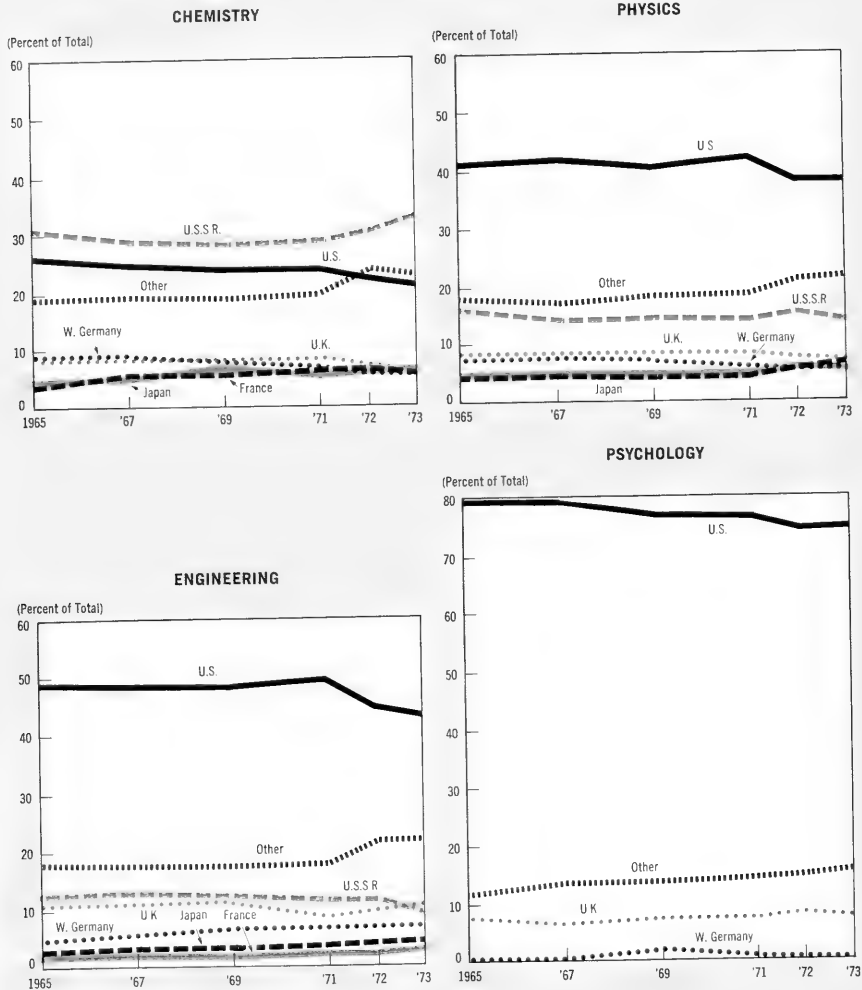 CHEMISTRY
(Percent of Total)
60
50
40
30
20
10
0
U.S.S R.
U.S.
Other
W. Germany
U.K.
Japan
France
1965 '67 '69 '71 '72 '73
PHYSICS
(Percent of Total)
60
50
40
30
20
10
0
U S
Other
U.S.S.R
U.K.
W. Germany
Japan
1965 '67 '69 '71 '72 '73
ENGINEERING
(Percent of Total)
60
50
40
30
20
10
0
U.S.
Other
U.S.S R
W. Germany U K Japan France
1965 '67 '69 '71 '72 '73
PSYCHOLOGY
(Percent of Total)
80
70
60
50
40
30
20
10
0
U.S.
Other
U K
W. Germany
1965 '67 '69 '71 '72 '73